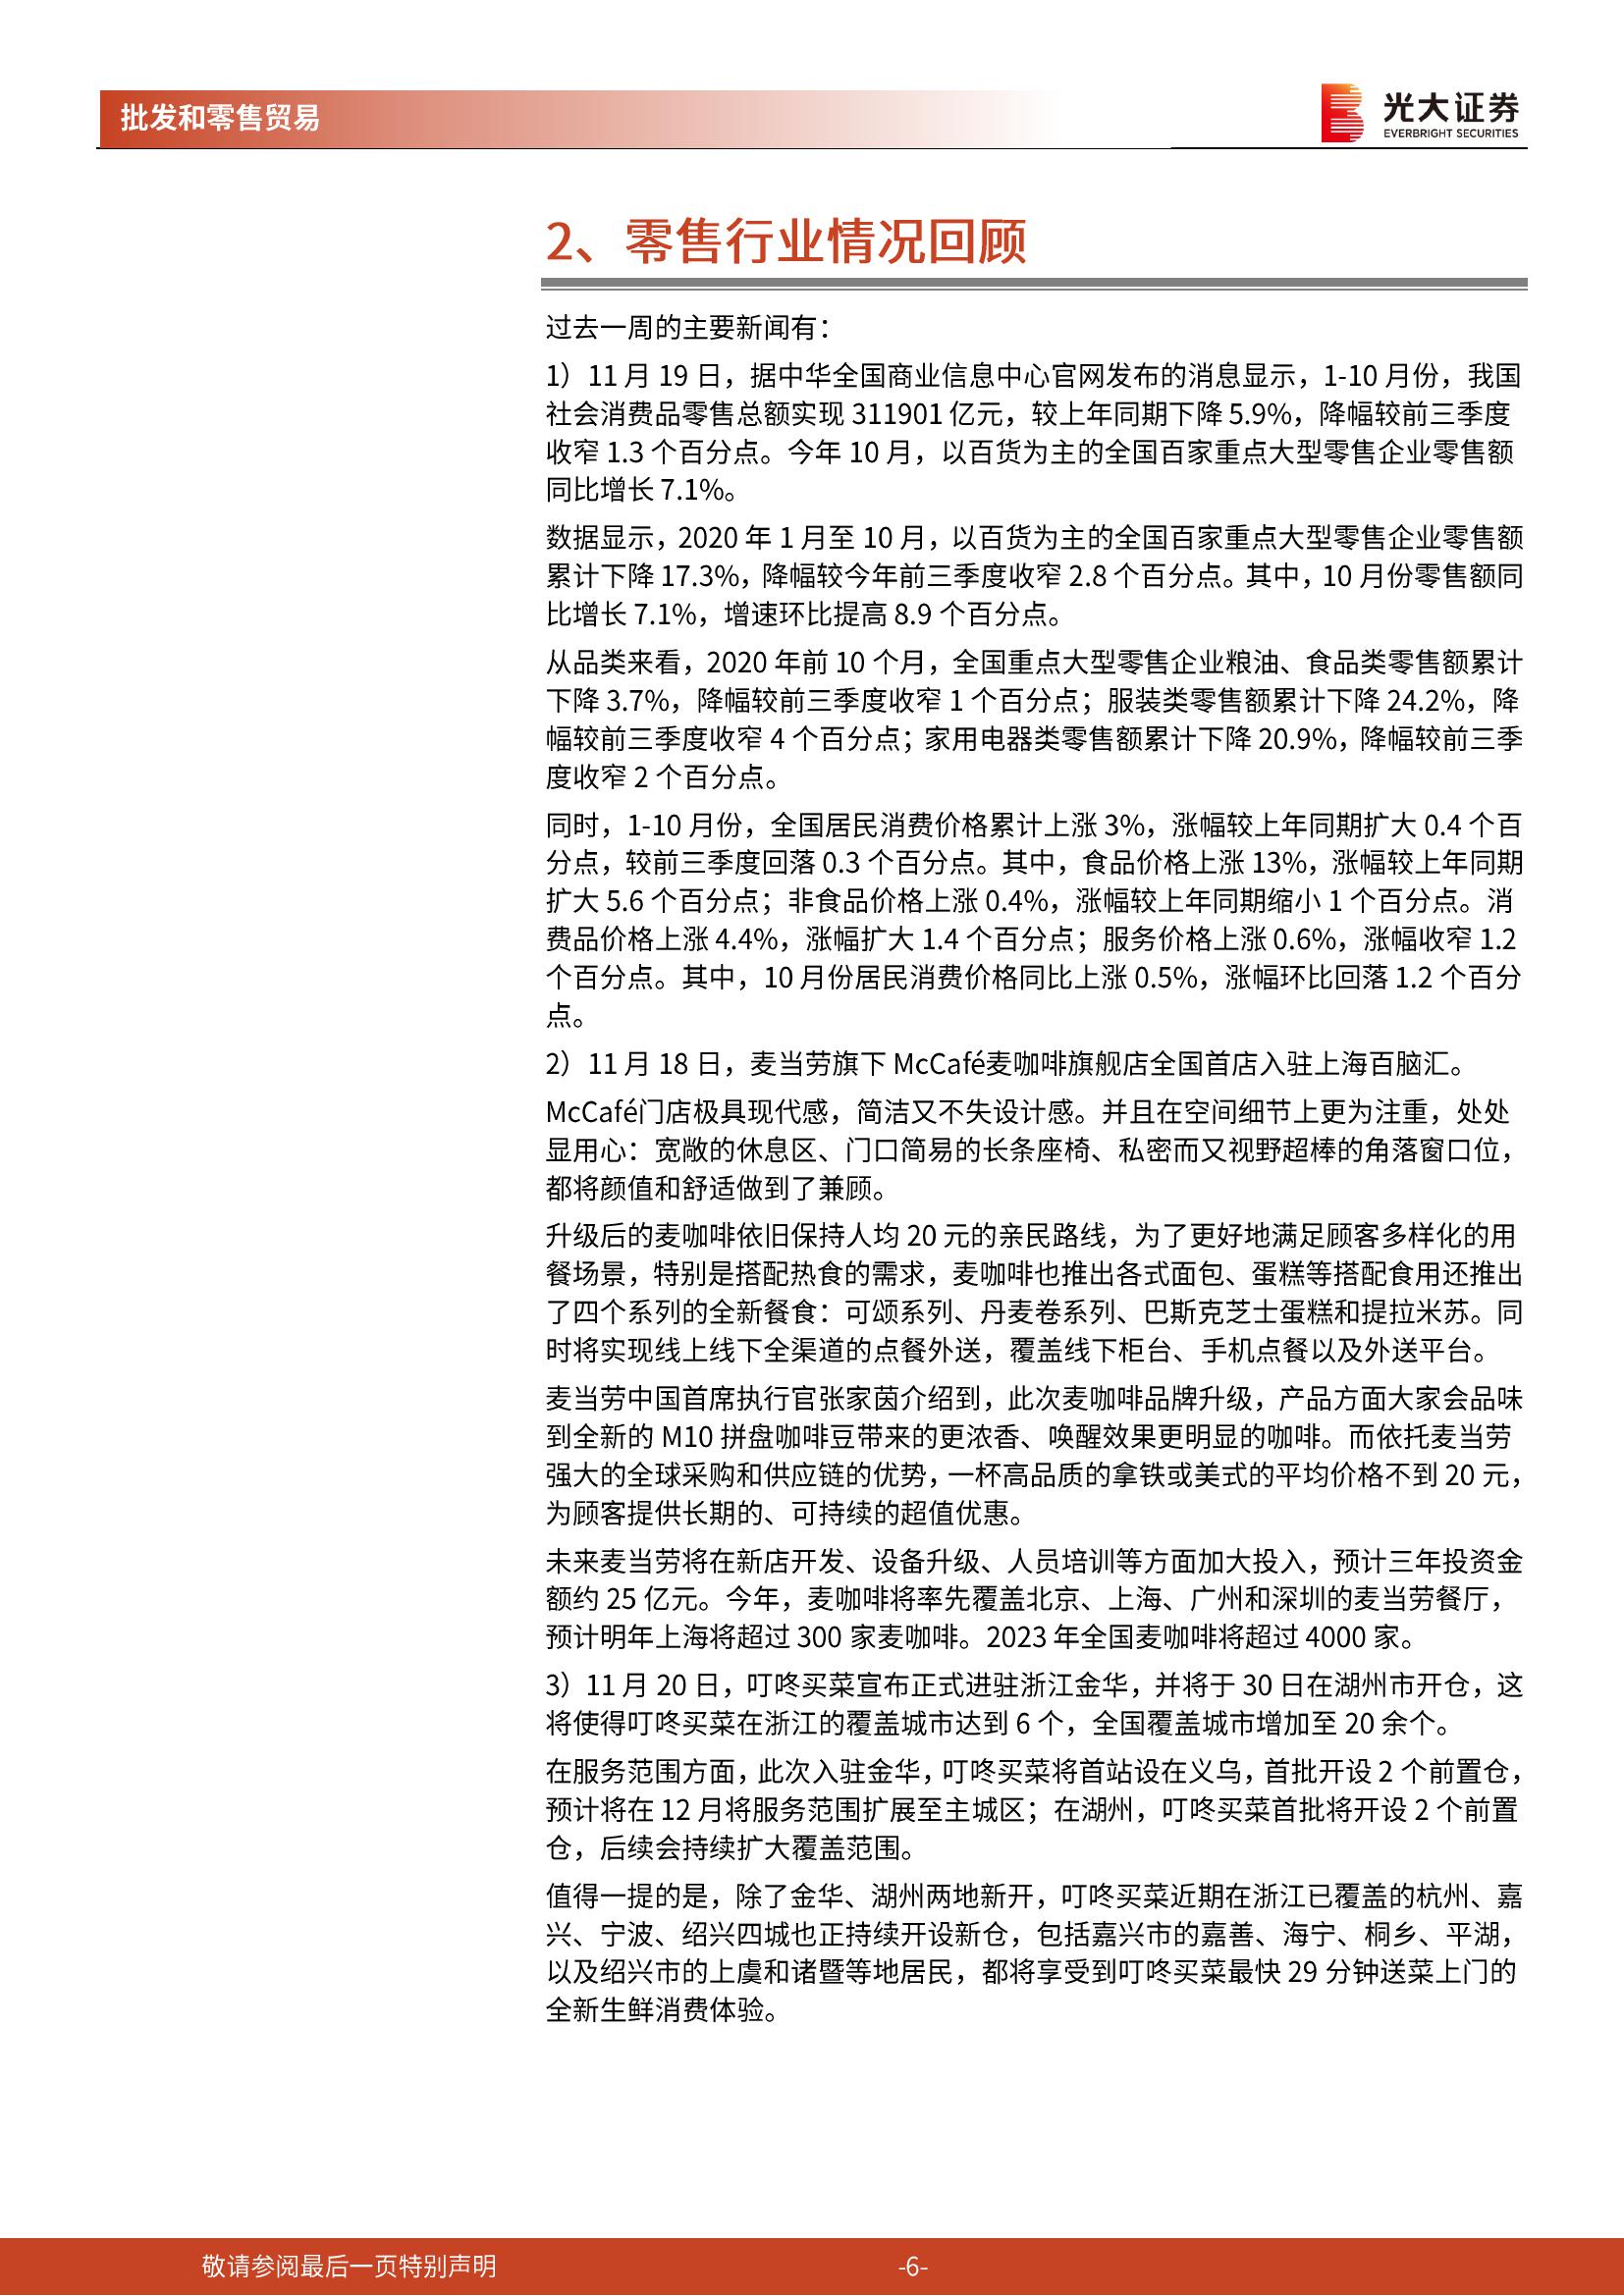 批发和零售贸易
光大证券
EVERBRIGHT SECURITIES
2、零售行业情况回顾
过去一周的主要新闻有：
1）11 月 19 日，据中华全国商业信息中心官网发布的消息显示，1-10 月份，我国
社会消费品零售总额实现 311901 亿元，较上年同期下降 5.9%，降幅较前三季度
收窄 1.3 个百分点。今年 10 月，以百货为主的全国百家重点大型零售企业零售额
同比增长 7.1%。
数据显示，2020 年 1 月至 10 月，以百货为主的全国百家重点大型零售企业零售额
累计下降 17.3%，降幅较今年前三季度收窄 2.8 个百分点。其中，10 月份零售额同
比增长 7.1%，增速环比提高 8.9 个百分点。
从品类来看，2020 年前 10 个月，全国重点大型零售企业粮油、食品类零售额累计
下降 3.7%，降幅较前三季度收窄 1 个百分点；服装类零售额累计下降 24.2%，降
幅较前三季度收窄 4 个百分点；家用电器类零售额累计下降 20.9%，降幅较前三季
度收窄 2 个百分点。
同时，1-10 月份，全国居民消费价格累计上涨 3%，涨幅较上年同期扩大 0.4 个百
分点，较前三季度回落 0.3 个百分点。其中，食品价格上涨 13%，涨幅较上年同期
扩大 5.6 个百分点；非食品价格上涨 0.4%，涨幅较上年同期缩小 1 个百分点。消
费品价格上涨 4.4%，涨幅扩大 1.4 个百分点；服务价格上涨 0.6%，涨幅收窄 1.2
个百分点。其中，10 月份居民消费价格同比上涨 0.5%，涨幅环比回落 1.2 个百分
点。
2）11 月 18 日，麦当劳旗下 McCafé麦咖啡旗舰店全国首店入驻上海百脑汇。
McCafé门店极具现代感，简洁又不失设计感。并且在空间细节上更为注重，处处
显用心：宽敞的休息区、门口简易的长条座椅、私密而又视野超棒的角落窗口位，
都将颜值和舒适做到了兼顾。
升级后的麦咖啡依旧保持人均 20 元的亲民路线，为了更好地满足顾客多样化的用
餐场景，特别是搭配热食的需求，麦咖啡也推出各式面包、蛋糕等搭配食用还推出
了四个系列的全新餐食：可颂系列、丹麦卷系列、巴斯克芝士蛋糕和提拉米苏。同
时将实现线上线下全渠道的点餐外送，覆盖线下柜台、手机点餐以及外送平台。
麦当劳中国首席执行官张家茵介绍到，此次麦咖啡品牌升级，产品方面大家会品味
到全新的 M10 拼盘咖啡豆带来的更浓香、唤醒效果更明显的咖啡。而依托麦当劳
强大的全球采购和供应链的优势，一杯高品质的拿铁或美式的平均价格不到 20 元，
为顾客提供长期的、可持续的超值优惠。
未来麦当劳将在新店开发、设备升级、人员培训等方面加大投入，预计三年投资金
额约 25 亿元。今年，麦咖啡将率先覆盖北京、上海、广州和深圳的麦当劳餐厅，
预计明年上海将超过 300 家麦咖啡。2023 年全国麦咖啡将超过 4000 家。
3）11 月 20 日，叮咚买菜宣布正式进驻浙江金华，并将于 30 日在湖州市开仓，这
将使得叮咚买菜在浙江的覆盖城市达到 6 个，全国覆盖城市增加至 20 余个。
在服务范围方面，此次入驻金华，叮咚买菜将首站设在义乌，首批开设 2 个前置仓，
预计将在 12 月将服务范围扩展至主城区；在湖州，叮咚买菜首批将开设 2 个前置
仓，后续会持续扩大覆盖范围。
值得一提的是，除了金华、湖州两地新开，叮咚买菜近期在浙江已覆盖的杭州、嘉
兴、宁波、绍兴四城也正持续开设新仓，包括嘉兴市的嘉善、海宁、桐乡、平湖，
以及绍兴市的上虞和诸暨等地居民，都将享受到叮咚买菜最快 29 分钟送菜上门的
全新生鲜消费体验。
敬请参阅最后一页特别声明
-6-